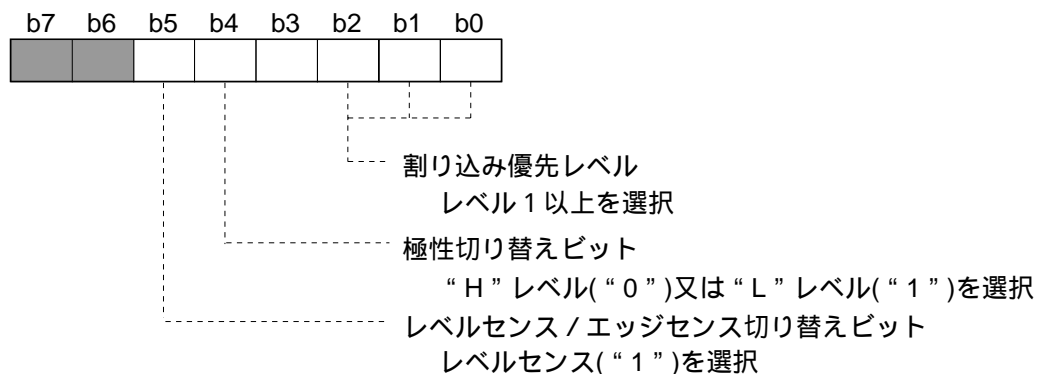 b7 b6 b5 b4 b3 b2 b1 b0
割り込み優先レベル
レベル1以上を選択
極性切り替えビット
“H”レベル(“0”)又は“L”レベル(“1”)を選択
レベルセンス/エッジセンス切り替えビット
レベルセンス(“1”)を選択